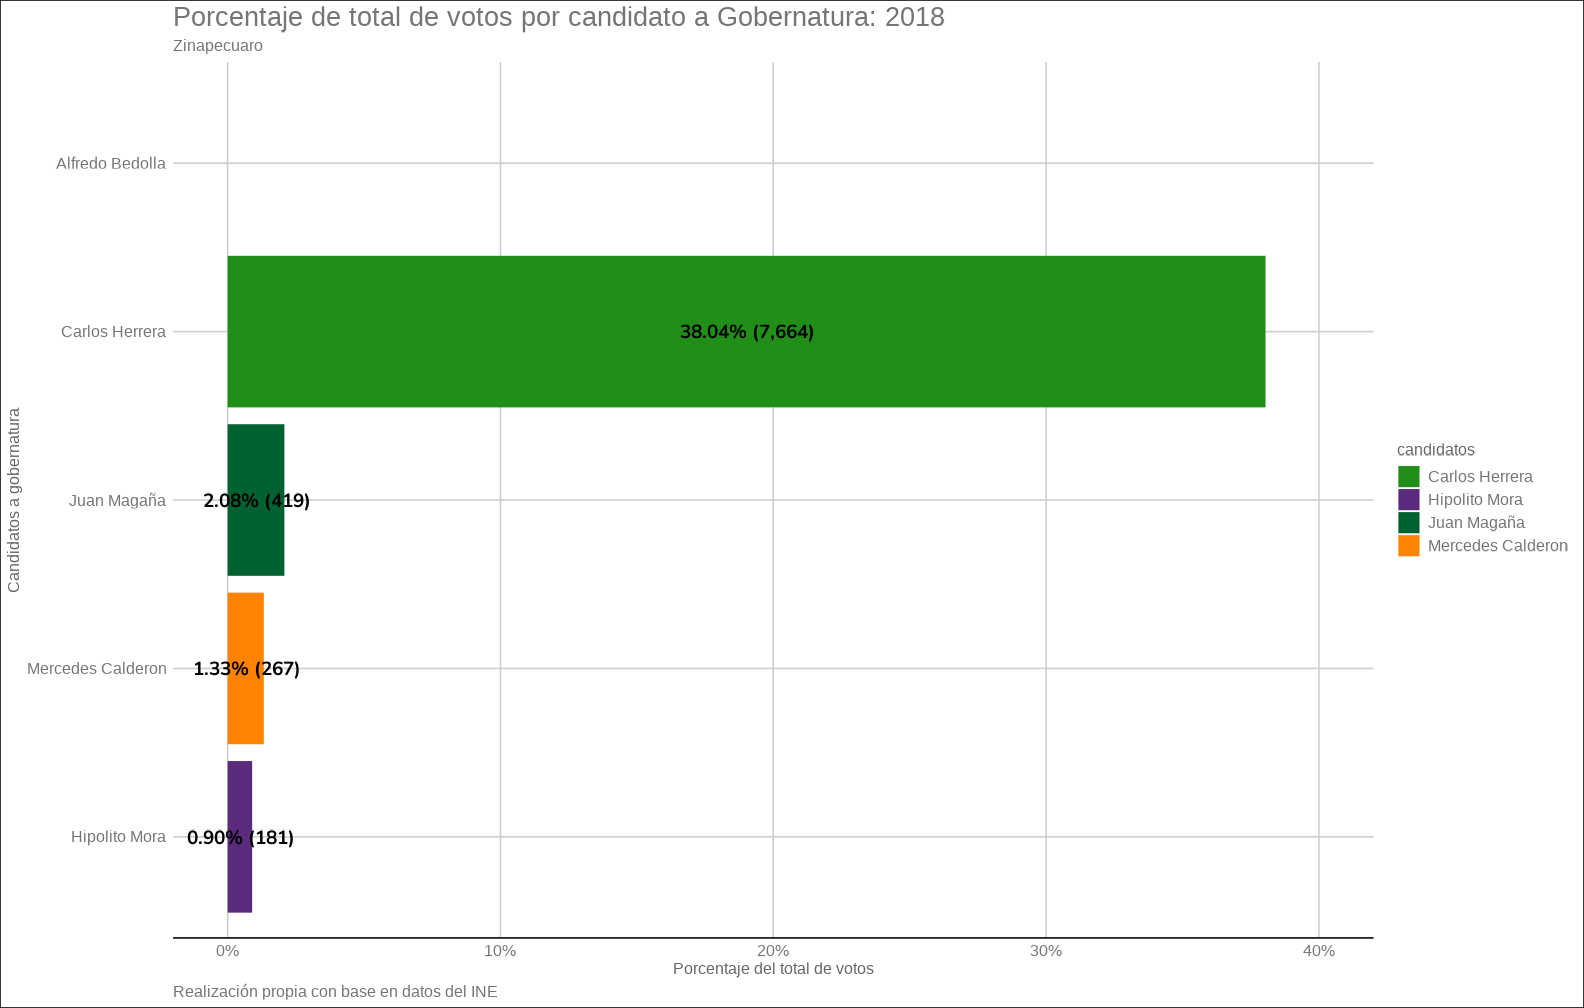 Porcentaje de total de votos por candidato a Gobernatura: 2018
Zinapecuaro
Candidatos a gobernatura
Alfredo Bedolla
Carlos Herrera
38.04% (7,664)
Juan Magaña
2.08% (419)
Mercedes Calderon
1.33% (267)
Hipolito Mora
0.90% (181)
0%
10%
20%
30%
40%
Porcentaje del total de votos
candidatos
Carlos Herrera
Hipolito Mora
Juan Magaña
Mercedes Calderon
Realización propia con base en datos del INE